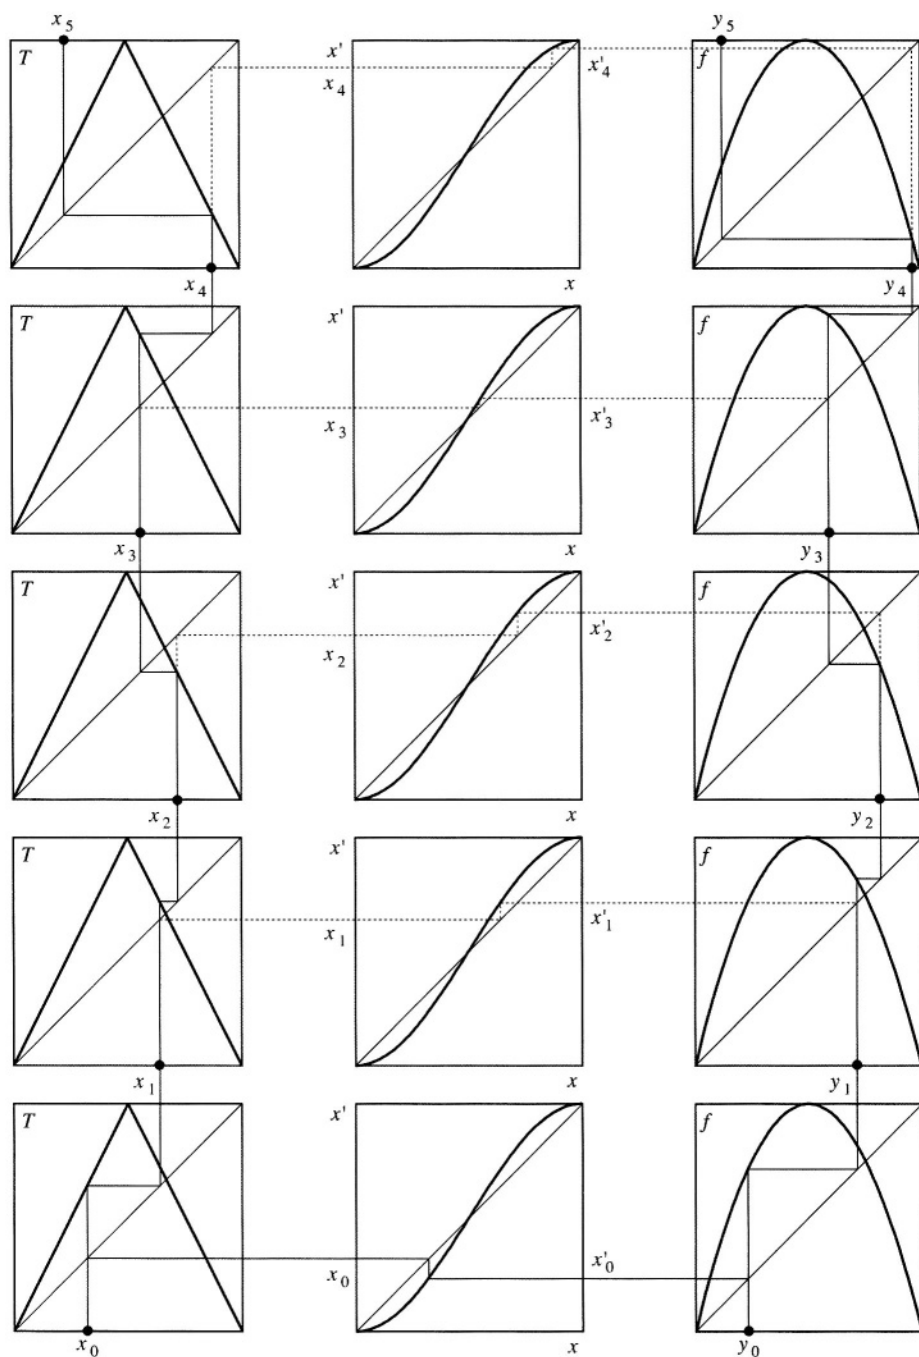 x5 y5
T x' x'4 f
x4
x4 x y4
T x' f
x3 x'3
x3 x y3
T x' f
x2 x'2
x2 x y2
T x' f
x1 x'1
x1 x y1
T x' f
x0 x'0
x0 x y0